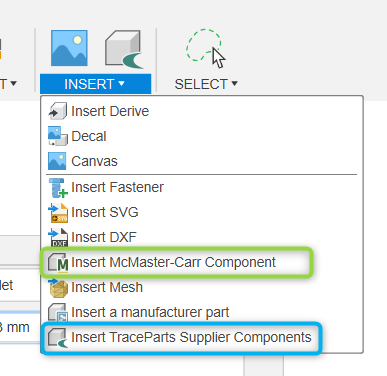 T ▾
INSERT ▾
SELECT ▾
Insert Derive
Decal
Canvas
Insert Fastener
Insert SVG
DXF
Insert DXF
M
Insert McMaster-Carr Component
let
Insert Mesh
Insert a manufacturer part
mm
Insert TraceParts Supplier Components